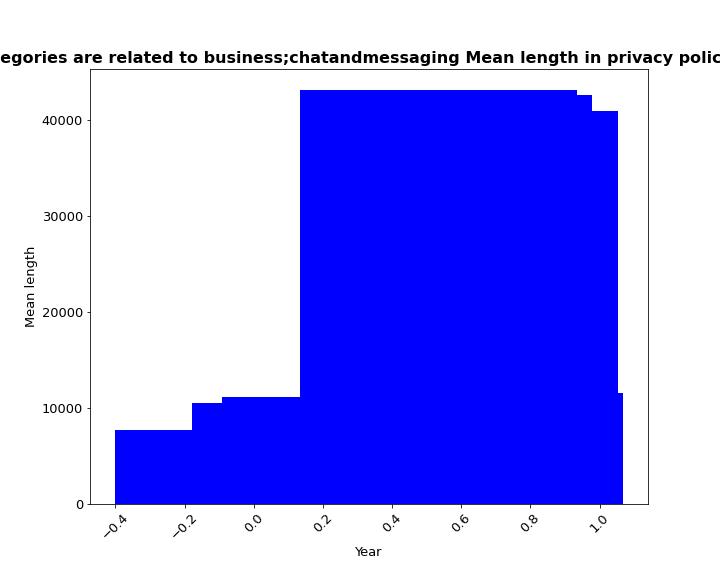 egories are related to business;chatandmessaging Mean length in privacy polic
40000
30000
20000
10000
0
Mean length
−0.4 −0.2 0.0 0.2 0.4 0.6 0.8 1.0
Year